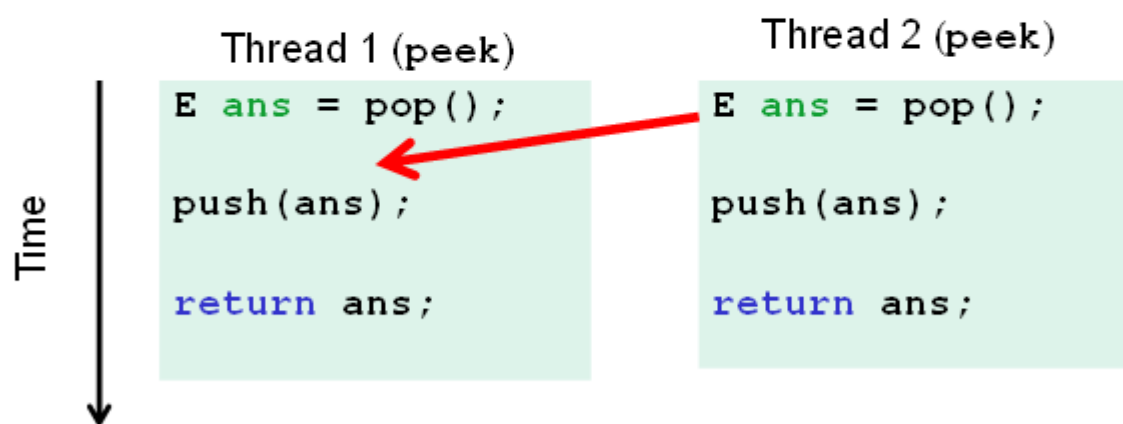 Thread 1 (peek)
E ans = pop();
push(ans);
return ans;
Thread 2 (peek)
E ans = pop();
push(ans);
return ans;
Time